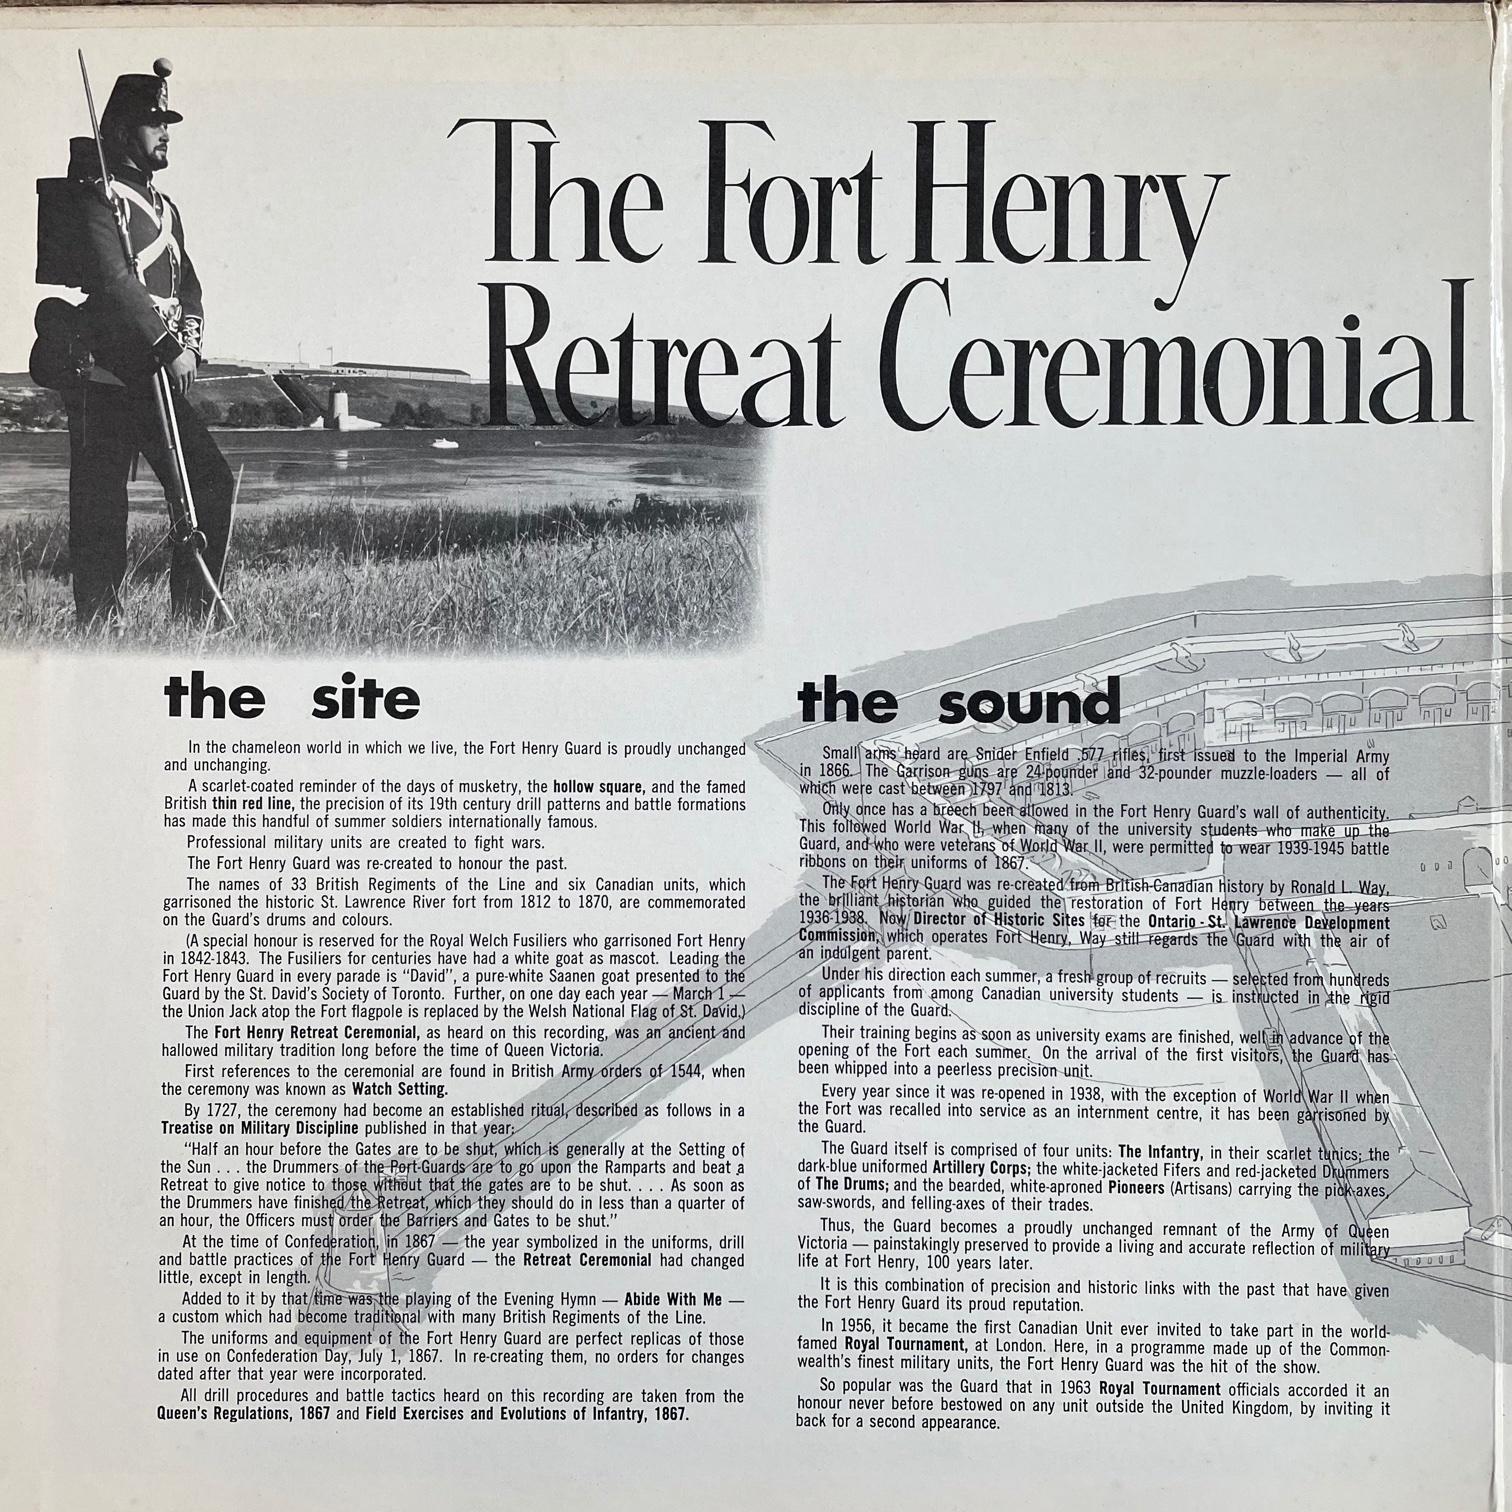 The Fort Henry
Retreat Ceremonial
the site
In the chameleon world in which we live, the Fort Henry Guard is proudly unchanged
and unchanging.
A scarlet-coated reminder of the days of musketry, the hollow square, and the famed
British thin red line, the precision of its 19th century drill patterns and battle formations
has made this handful of summer soldiers internationally famous.
Professional military units are created to fight wars.
The Fort Henry Guard was re-created to honour the past.
The names of 33 British Regiments of the Line and six Canadian units, which
garrisoned the historic St. Lawrence River fort from 1812 to 1870, are commemorated
on the Guard's drums and colours.
(A special honour is reserved for the Royal Welch Fusiliers who garrisoned Fort Henry
in 1842-1843. The Fusiliers for centuries have had a white goat as mascot. Leading the
Fort Henry Guard in every parade is "David", a pure-white Saanen goat presented to the
Guard by the St. David's Society of Toronto. Further, on one day each year — March 1 —
the Union Jack atop the Fort flagpole is replaced by the Welsh National Flag of St. David.)
The Fort Henry Retreat Ceremonial, as heard on this recording, was an ancient and
hallowed military tradition long before the time of Queen Victoria.
First references to the ceremonial are found in British Army orders of 1544, when
the ceremony was known as Watch Setting.
By 1727, the ceremony had become an established ritual, described as follows in a
Treatise on Military Discipline published in that year:
"Half an hour before the Gates are to be shut, which is generally at the Setting of
the Sun . . . the Drummers of the Port-Guards are to go upon the Ramparts and beat a
Retreat to give notice to those without that the gates are to be shut. . . . As soon as
the Drummers have finished the Retreat, which they should do in less than a quarter of
an hour, the Officers must order the Barriers and Gates to be shut."
At the time of Confederation, in 1867 — the year symbolized in the uniforms, drill
and battle practices of the Fort Henry Guard — the Retreat Ceremonial had changed
little, except in length.
Added to it by that time was the playing of the Evening Hymn — Abide With Me —
a custom which had become traditional with many British Regiments of the Line.
The uniforms and equipment of the Fort Henry Guard are perfect replicas of those
in use on Confederation Day, July 1, 1867. In re-creating them, no orders for changes
dated after that year were incorporated.
All drill procedures and battle tactics heard on this recording are taken from the
Queen's Regulations, 1867 and Field Exercises and Evolutions of Infantry, 1867.
the sound
Small arms heard are Snider Enfield .577 rifles, first issued to the Imperial Army
in 1866. The Garrison guns are 24-pounder and 32-pounder muzzle-loaders — all of
which were cast between 1797 and 1813.
Only once has a breech been allowed in the Fort Henry Guard's wall of authenticity.
This followed World War II, when many of the university students who make up the
Guard, and who were veterans of World War II, were permitted to wear 1939-1945 battle
ribbons on their uniforms of 1867.
The Fort Henry Guard was re-created from British-Canadian history by Ronald L. Way,
the brilliant historian who guided the restoration of Fort Henry between the years
1936-1938. Now Director of Historic Sites for the Ontario - St. Lawrence Development
Commission, which operates Fort Henry, Way still regards the Guard with the air of
an indulgent parent.
Under his direction each summer, a fresh group of recruits — selected from hundreds
of applicants from among Canadian university students — is instructed in the rigid
discipline of the Guard.
Their training begins as soon as university exams are finished, well in advance of the
opening of the Fort each summer. On the arrival of the first visitors, the Guard has
been whipped into a peerless precision unit.
Every year since it was re-opened in 1938, with the exception of World War II when
the Fort was recalled into service as an internment centre, it has been garrisoned by
the Guard.
The Guard itself is comprised of four units: The Infantry, in their scarlet tunics; the
dark-blue uniformed Artillery Corps; the white-jacketed Fifers and red-jacketed Drummers
of The Drums; and the bearded, white-aproned Pioneers (Artisans) carrying the pick-axes,
saw-swords, and felling-axes of their trades.
Thus, the Guard becomes a proudly unchanged remnant of the Army of Queen
Victoria — painstakingly preserved to provide a living and accurate reflection of military
life at Fort Henry, 100 years later.
It is this combination of precision and historic links with the past that have given
the Fort Henry Guard its proud reputation.
In 1956, it became the first Canadian Unit ever invited to take part in the world-
famed Royal Tournament, at London. Here, in a programme made up of the Common-
wealth's finest military units, the Fort Henry Guard was the hit of the show.
So popular was the Guard that in 1963 Royal Tournament officials accorded it an
honour never before bestowed on any unit outside the United Kingdom, by inviting it
back for a second appearance.